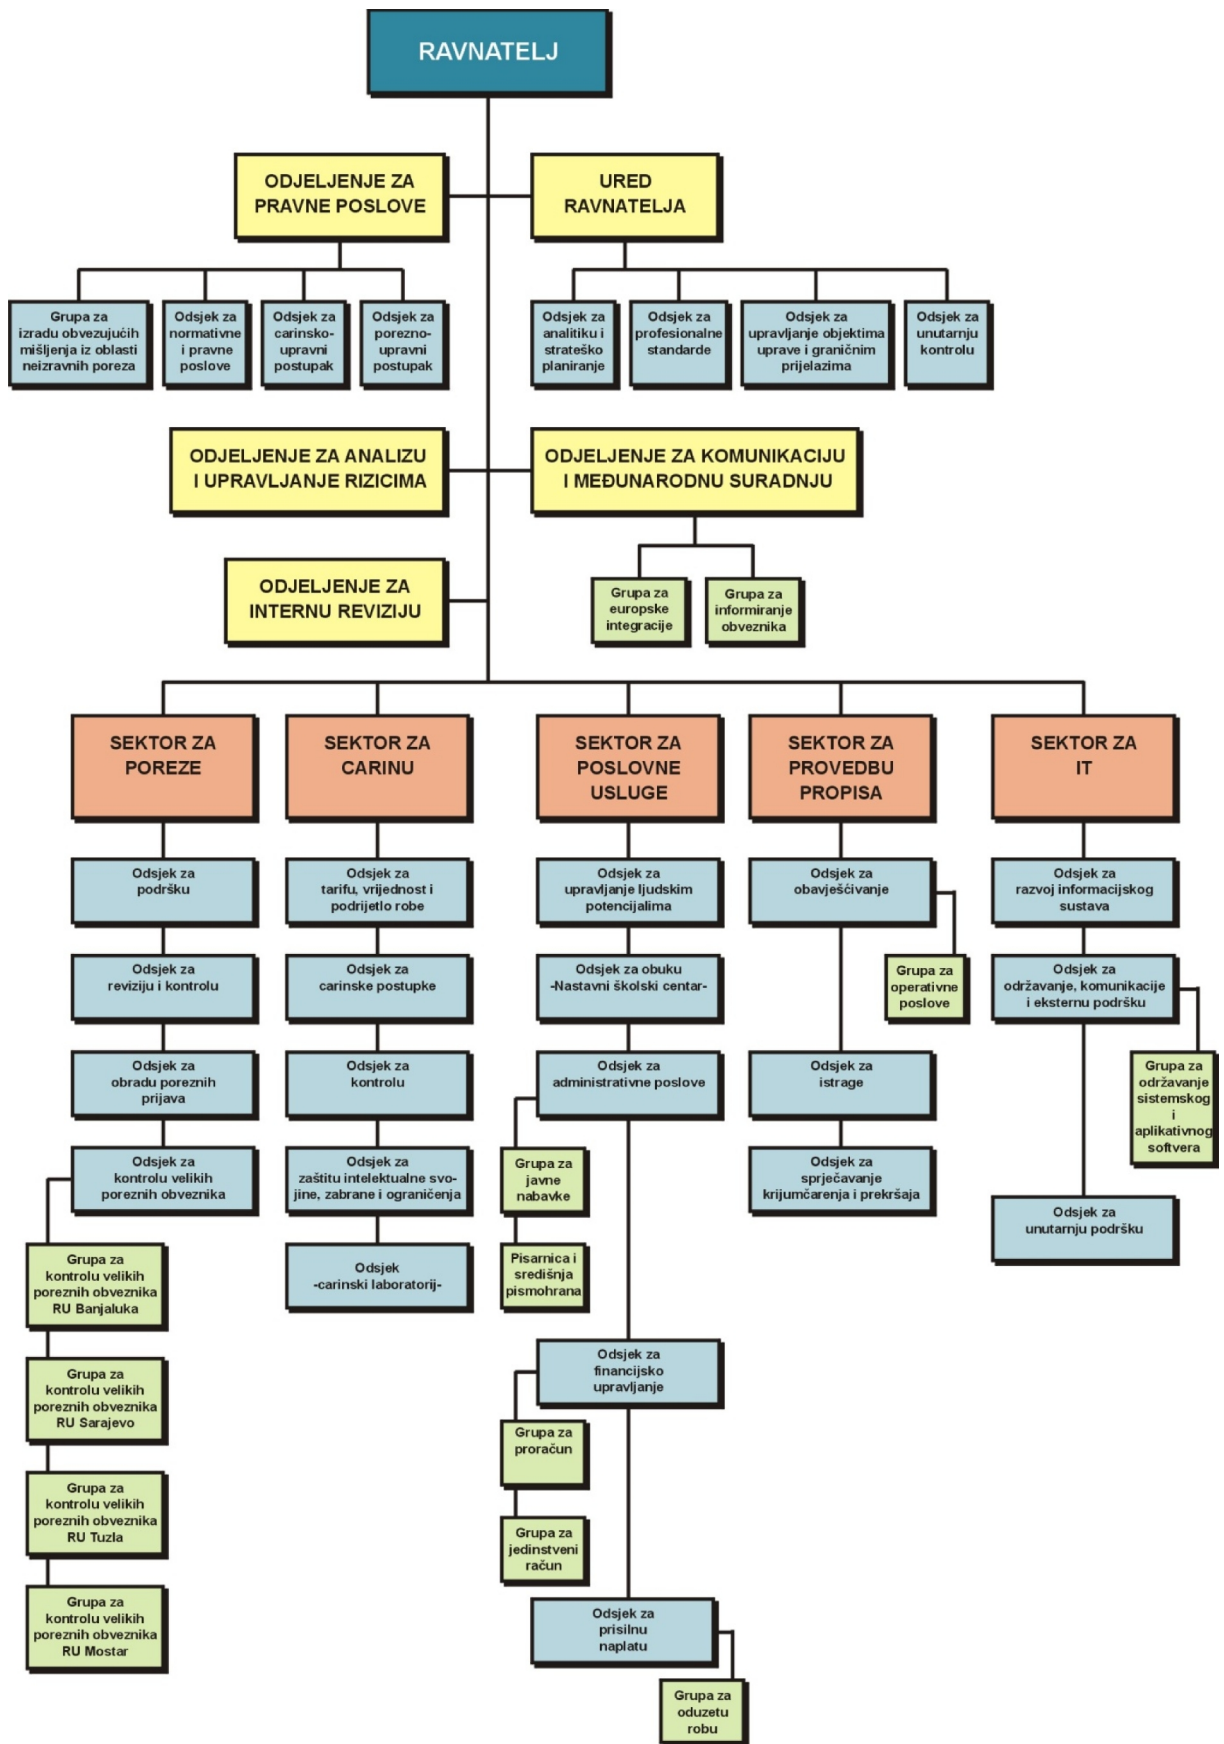 RAVNATELJ
ODJELJENJE ZA
PRAVNE POSLOVE
URED
RAVNATELJA
Grupa za
izradu obvezujućih
mišljenja iz oblasti
neizravnih poreza
Odsjek za
normativne
i pravne
poslove
Odsjek za
carinsko-
upravni
postupak
Odsjek za
porezno-
upravni
postupak
Odsjek za
analitiku i
strateško
planiranje
Odsjek za
profesionalne
standarde
Odsjek za
upravljanje objektima
uprave i graničnim
prijelazima
Odsjek za
unutarnju
kontrolu
ODJELJENJE ZA ANALIZU
I UPRAVLJANJE RIZICIMA
ODJELJENJE ZA KOMUNIKACIJU
I MEĐUNARODNU SURADNJU
ODJELJENJE ZA
INTERNU REVIZIJU
Grupa za
europske
integracije
Grupa za
informiranje
obveznika
SEKTOR ZA
POREZE
SEKTOR ZA
CARINU
SEKTOR ZA
POSLOVNE
USLUGE
SEKTOR ZA
PROVEDBU
PROPISA
SEKTOR ZA
IT
Odsjek za
podršku
Odsjek za
tarifu, vrijednost i
podrijetlo robe
Odsjek za
upravljanje ljudskim
potencijalima
Odsjek za
obavješćivanje
Odsjek za
razvoj informacijskog
sustava
Odsjek za
reviziju i kontrolu
Odsjek za
carinske postupke
Odsjek za obuku
-Nastavni školski centar-
Grupa za
operativne
poslove
Odsjek za
održavanje, komunikacije
i eksternu podršku
Odsjek za
obradu poreznih
prijava
Odsjek za
kontrolu
Odsjek za
administrativne poslove
Odsjek za
istrage
Grupa za
održavanje
sistemskog
i
aplikativnog
softvera
Odsjek za
kontrolu velikih
poreznih obveznika
Odsjek za
zaštitu intelektualne svo-
jine, zabrane i ograničenja
Grupa za
javne
nabavke
Odsjek za
sprječavanje
krijumčarenja i prekršaja
Odsjek za
unutarnju podršku
Grupa za
kontrolu velikih
poreznih obveznika
RU Banjaluka
Odsjek
-carinski laboratorij-
Pisarnica i
središnja
pismohrana
Grupa za
kontrolu velikih
poreznih obveznika
RU Sarajevo
Odsjek za
financijsko
upravljanje
Grupa za
proračun
Grupa za
kontrolu velikih
poreznih obveznika
RU Tuzla
Grupa za
jedinstveni
račun
Grupa za
kontrolu velikih
poreznih obveznika
RU Mostar
Odsjek za
prisilnu
naplatu
Grupa za
oduzetu
robu